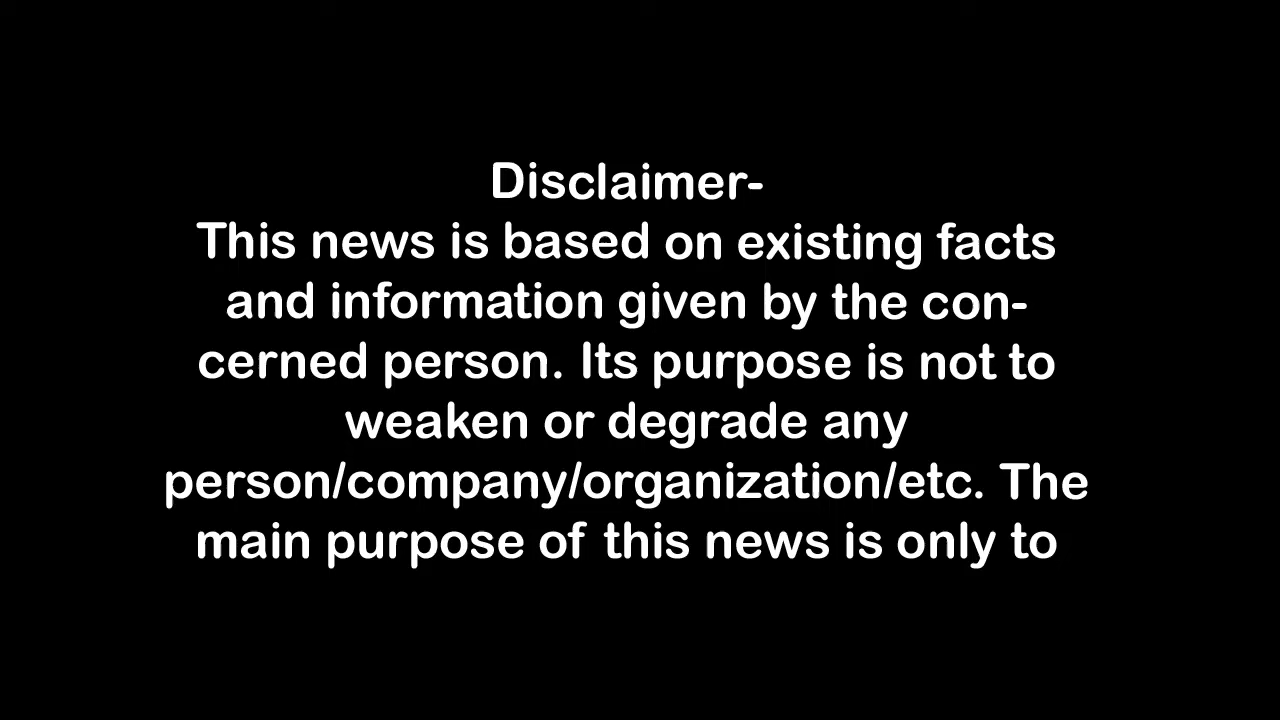 Disclaimer-
This news is based on existing facts
and information given by the con-
cerned person. Its purpose is not to
weaken or degrade any
person/company/organization/etc. The
main purpose of this news is only to